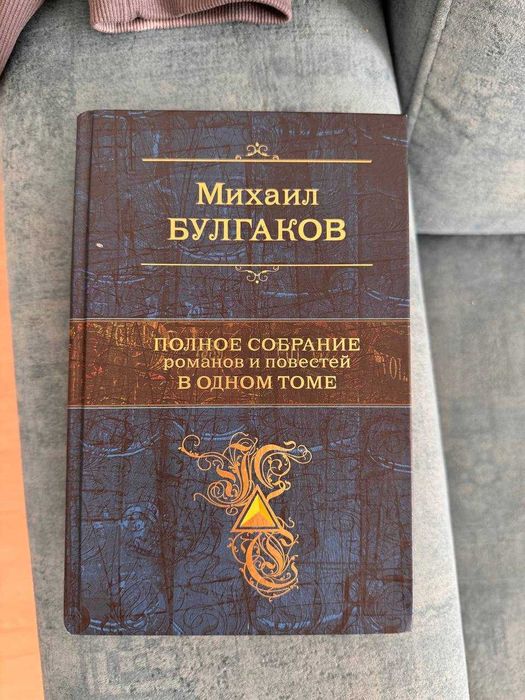 Михаил
БУЛГАКОВ
ПОЛНОЕ СОБРАНИЕ
романов и повестей
В ОДНОМ ТОМЕ